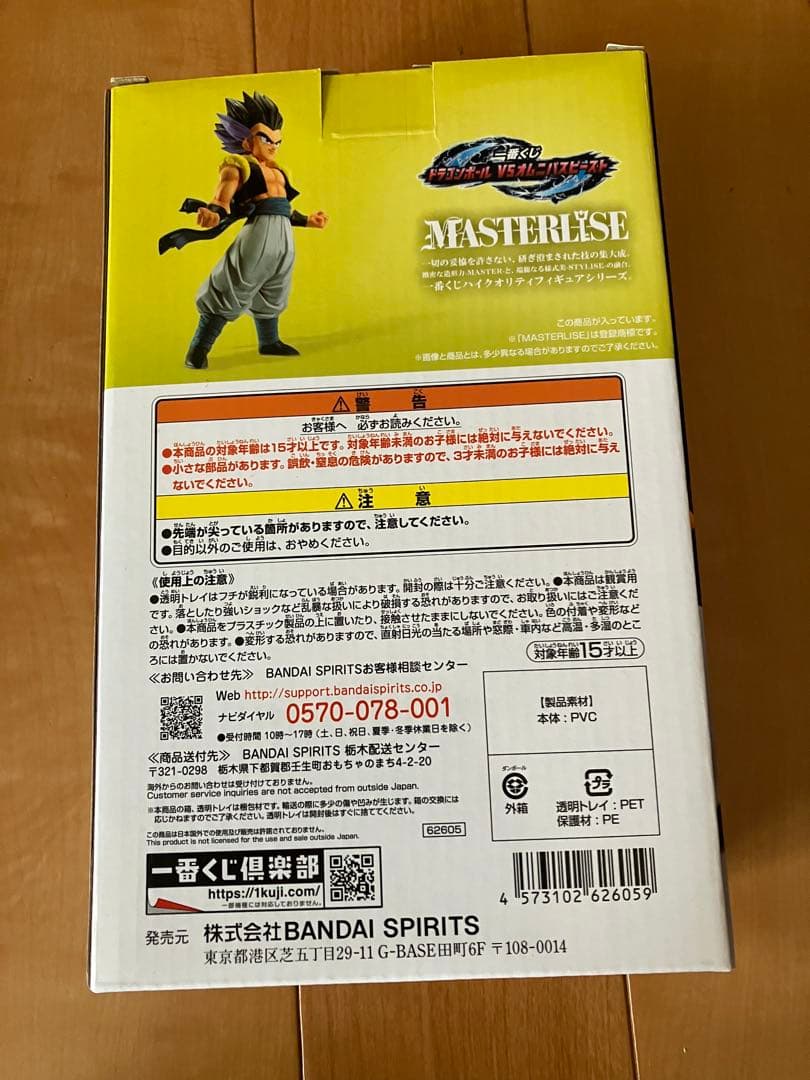 一番くじ
ドラゴンボール VSオムニバスビースト
MASTERLISE
一切の妥協を許さない、研ぎ澄まされた技の集大成。
緻密な造形力-MASTER-と、端麗なる様式美-STYLISE-の融合。
一番くじハイクオリティフィギュアシリーズ。
この商品が入っています。
※「MASTERLISE」は登録商標です。
※画像と商品とは、多少異なる場合がありますのでご了承ください。
⚠警告
お客様へ 必ずお読みください。
●本商品の対象年齢は15才以上です。対象年齢未満のお子様には絶対に与えないでください。
●小さな部品があります。誤飲・窒息の危険がありますので、3才未満のお子様には絶対に与え
ないでください。
⚠注意
●先端が尖っている箇所がありますので、注意してください。
●目的以外のご使用は、おやめください。
《使用上の注意》
●透明トレイはフチが鋭利になっている場合があります。開封の際は十分ご注意ください。●本商品は観賞用
です。落としたり強いショックなど乱暴な扱いにより破損する恐れがありますので、お取り扱いにはご注意くだ
さい。●本商品をプラスチック製品の上に置いたり、接触させたままにしないでください。色の付着や変形など
の恐れがあります。●変形する恐れがありますので、直射日光の当たる場所や窓際・車内など高温・多湿のとこ
ろには置かないでください。
対象年齢15才以上
≪お問い合わせ先≫ BANDAI SPIRITSお客様相談センター
Web http://support.bandaispirits.co.jp
ナビダイヤル 0570-078-001
●受付時間 10時〜17時(土、日、祝日、夏季・冬季休業日を除く)
≪商品送付先≫ BANDAI SPIRITS 栃木配送センター
〒321-0298 栃木県下都賀郡壬生町おもちゃのまち4-2-20
海外からのお問い合わせは受け付けておりません。
Customer service inquiries are not accepted from outside Japan.
※本商品の箱、透明トレイは梱包材です。輸送の際に多少の傷や凹みが生じます。箱の交換には
応じかねますのでご了承ください。透明トレイは開封後はすぐに捨ててください。
この商品は日本国外での使用及び販売は許諾されておりません。
This product is not licensed for the use and sale outside Japan.
62605
【製品素材】
本体:PVC
ダンボール
外箱
プラ
透明トレイ:PET
保護材:PE
一番くじ倶楽部
https://1kuji.com/
一部機種には対応しておりません。
4 573102 626059
発売元 株式会社BANDAI SPIRITS
東京都港区芝五丁目29-11 G-BASE田町6F 〒108-0014